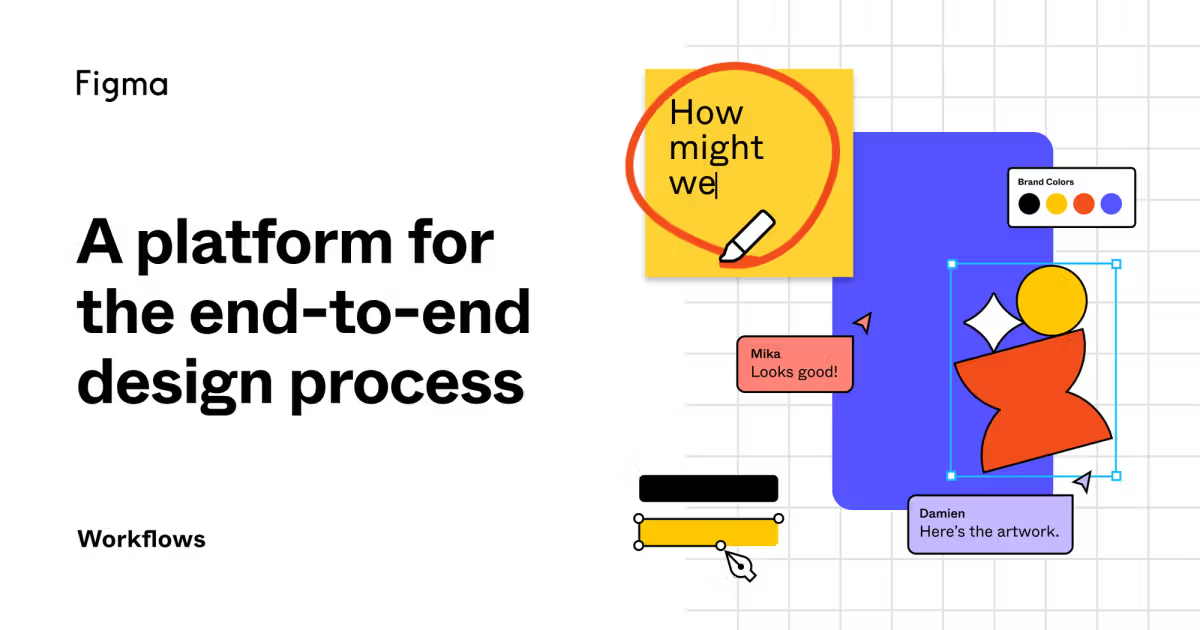 Figma
A platform for
the end-to-end
design process
Workflows
How
might
we
Brand Colors
Mika
Looks good!
Damien
Here’s the artwork.